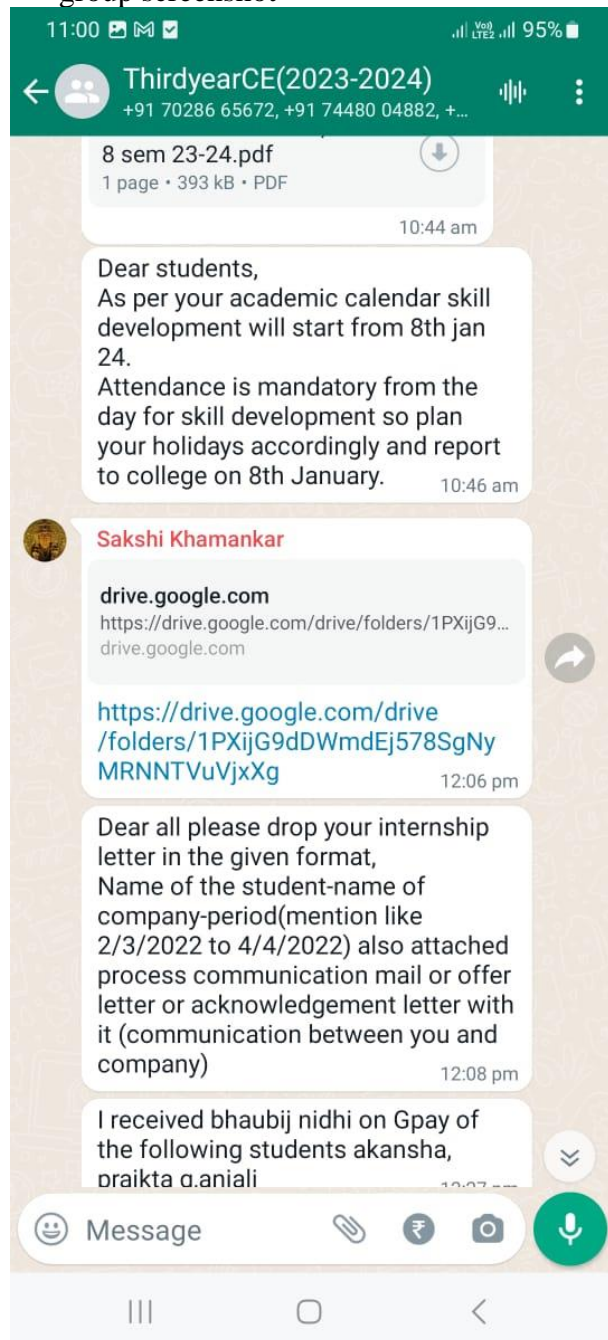 group screenshot
11:00
Voo) LTE2 95%
ThirdyearCE(2023-2024)
+91 70286 65672, +91 74480 04882, +...
8 sem 23-24.pdf
1 page • 393 kB • PDF
10:44 am
Dear students,
As per your academic calendar skill
development will start from 8th jan
24.
Attendance is mandatory from the
day for skill development so plan
your holidays accordingly and report
to college on 8th January.
10:46 am
Sakshi Khamankar
drive.google.com
https://drive.google.com/drive/folders/1PXijG9...
drive.google.com
https://drive.google.com/drive
/folders/1PXijG9dDWmdEj578SgNy
MRNNTVuVjxXg
12:06 pm
Dear all please drop your internship
letter in the given format,
Name of the student-name of
company-period(mention like
2/3/2022 to 4/4/2022) also attached
process communication mail or offer
letter or acknowledgement letter with
it (communication between you and
company)
12:08 pm
I received bhaubij nidhi on Gpay of
the following students akansha,
prajkta g.anjali
Message